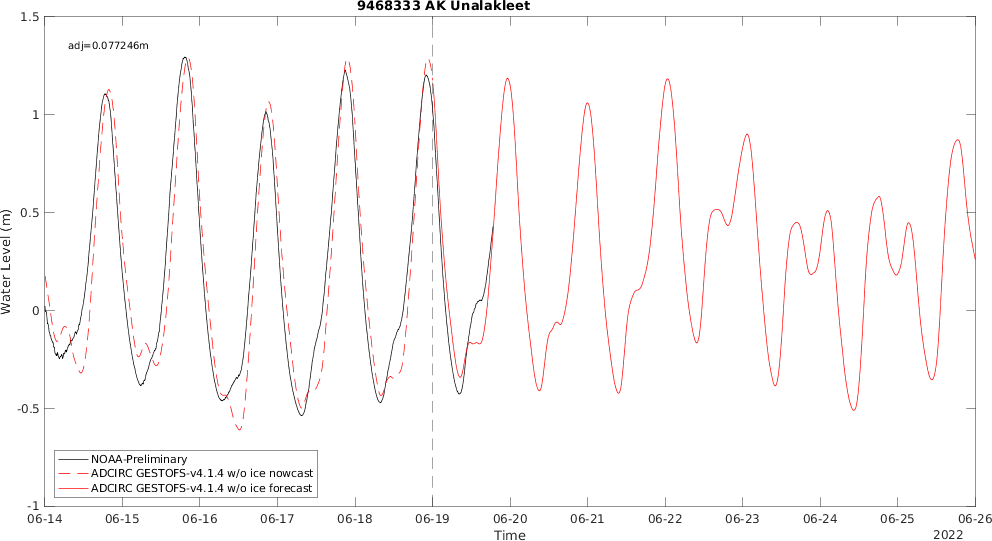 9468333 AK Unalakleet
adj=0.077246m
Water Level (m)
1.5
1
0.5
0
-0.5
-1
NOAA-Preliminary
ADCIRC GESTOFS-v4.1.4 w/o ice nowcast
ADCIRC GESTOFS-v4.1.4 w/o ice forecast
06-14 06-15 06-16 06-17 06-18 06-19 06-20 06-21 06-22 06-23 06-24 06-25 06-26
Time
2022